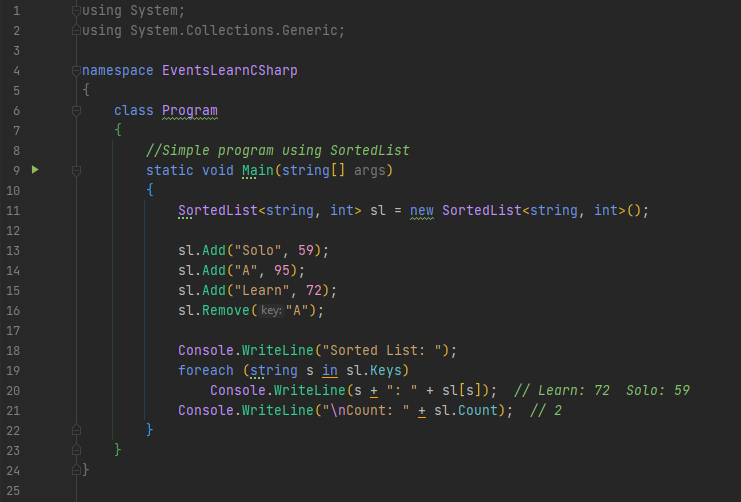 1 using System;
2 using System.Collections.Generic;
3
4 namespace EventsLearnCSharp
5 {
6 class Program
7 {
8 //Simple program using SortedList
9 static void Main(string[] args)
10 {
11 SortedList<string, int> sl = new SortedList<string, int>();
12
13 sl.Add("Solo", 59);
14 sl.Add("A", 95);
15 sl.Add("Learn", 72);
16 sl.Remove(key:"A");
17
18 Console.WriteLine("Sorted List: ");
19 foreach (string s in sl.Keys)
20 Console.WriteLine(s + ": " + sl[s]); // Learn: 72 Solo: 59
21 Console.WriteLine("\nCount: " + sl.Count); // 2
22 }
23 }
24 }
25